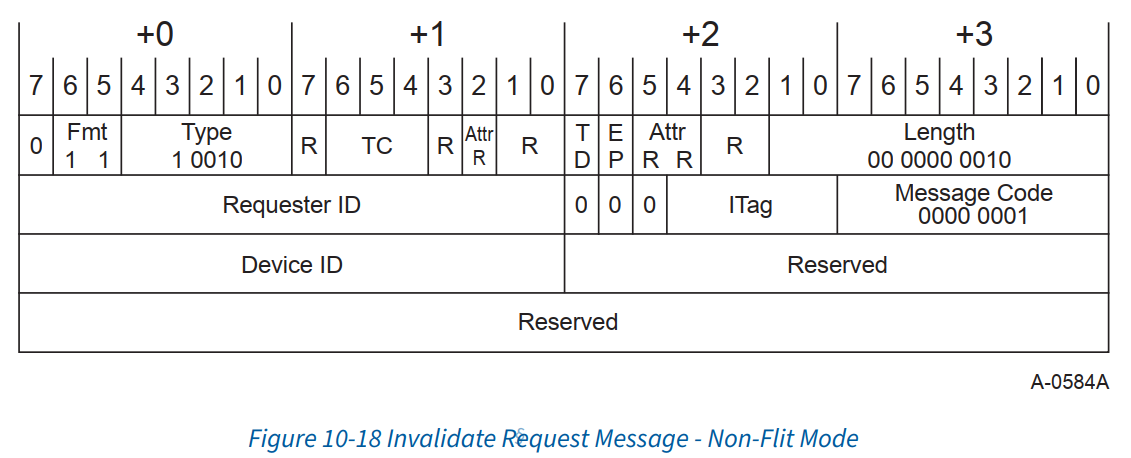 +0 +1 +2 +3
7 6 5 4 3 2 1 0 7 6 5 4 3 2 1 0 7 6 5 4 3 2 1 0 7 6 5 4 3 2 1 0
0 Fmt Type R TC R Attr R T E Attr R Length
1 1 1 0010 R D P R R 00 0000 0010
Requester ID 0 0 0 ITag Message Code
0000 0001
Device ID Reserved
Reserved
A-0584A
Figure 10-18 Invalidate Request Message - Non-Flit Mode